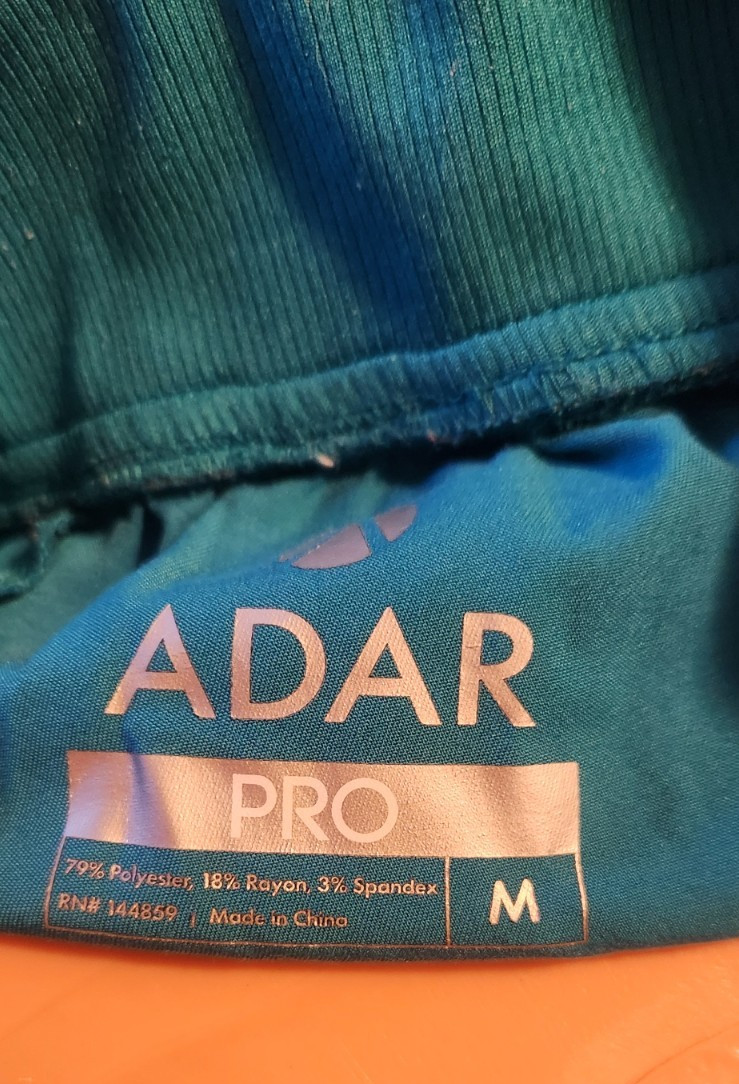 ADAR
PRO
79% Polyester, 18% Rayon, 3% Spandex
RN# 144859 | Made in China
M